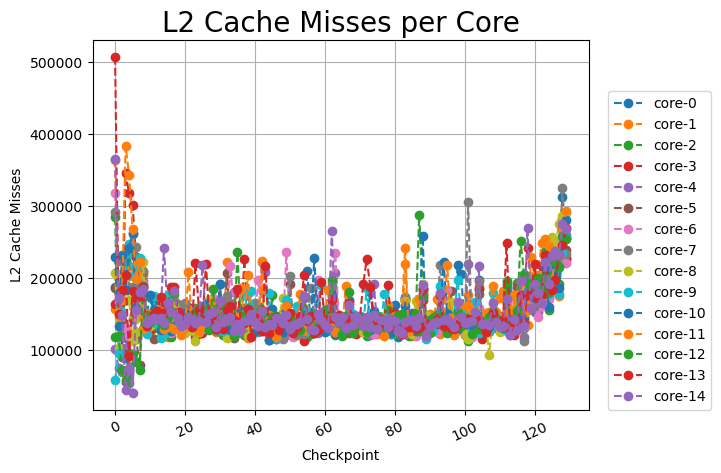 L2 Cache Misses per Core
500000
400000
300000
200000
100000
L2 Cache Misses
0
20
40
60
80
100
120
Checkpoint
core-0
core-1
core-2
core-3
core-4
core-5
core-6
core-7
core-8
core-9
core-10
core-11
core-12
core-13
core-14